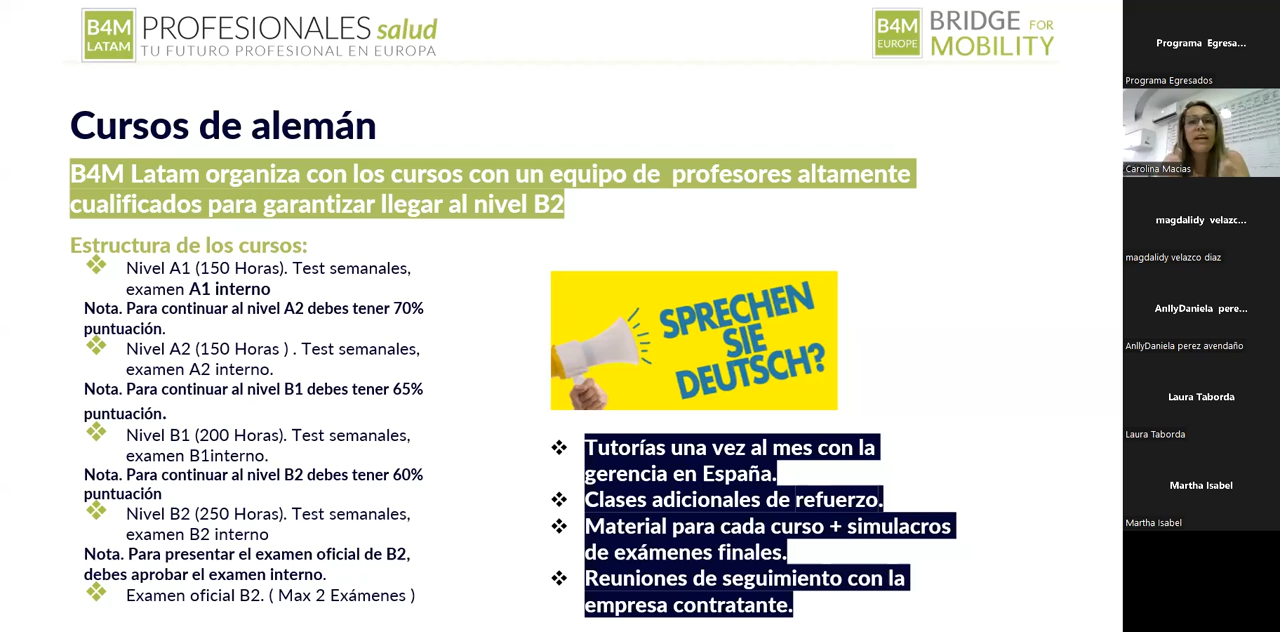 B4M
LATAM
PROFESIONALES salud
TU FUTURO PROFESIONAL EN EUROPA
B4M
EUROPE
BRIDGE FOR
MOBILITY
Cursos de alemán
B4M Latam organiza con los cursos con un equipo de profesores altamente
cualificados para garantizar llegar al nivel B2
Estructura de los cursos:
Nivel A1 (150 Horas). Test semanales,
examen A1 interno
Nota. Para continuar al nivel A2 debes tener 70%
puntuación.
Nivel A2 (150 Horas ) . Test semanales,
examen A2 interno.
Nota. Para continuar al nivel B1 debes tener 65%
puntuación.
Nivel B1 (200 Horas). Test semanales,
examen B1interno.
Nota. Para continuar al nivel B2 debes tener 60%
puntuación
Nivel B2 (250 Horas). Test semanales,
examen B2 interno
Nota. Para presentar el examen oficial de B2,
debes aprobar el examen interno.
Examen oficial B2. ( Max 2 Exámenes )
SPRECHEN
SIE
DEUTSCH?
Tutorías una vez al mes con la
gerencia en España.
Clases adicionales de refuerzo.
Material para cada curso + simulacros
de exámenes finales.
Reuniones de seguimiento con la
empresa contratante.
Programa Egresa...
Programa Egresados
Carolina Macias
magdalidy velazc...
magdalidy velazco diaz
AnllyDaniela pere...
AnllyDaniela perez avendaño
Laura Taborda
Laura Taborda
Martha Isabel
Martha Isabel